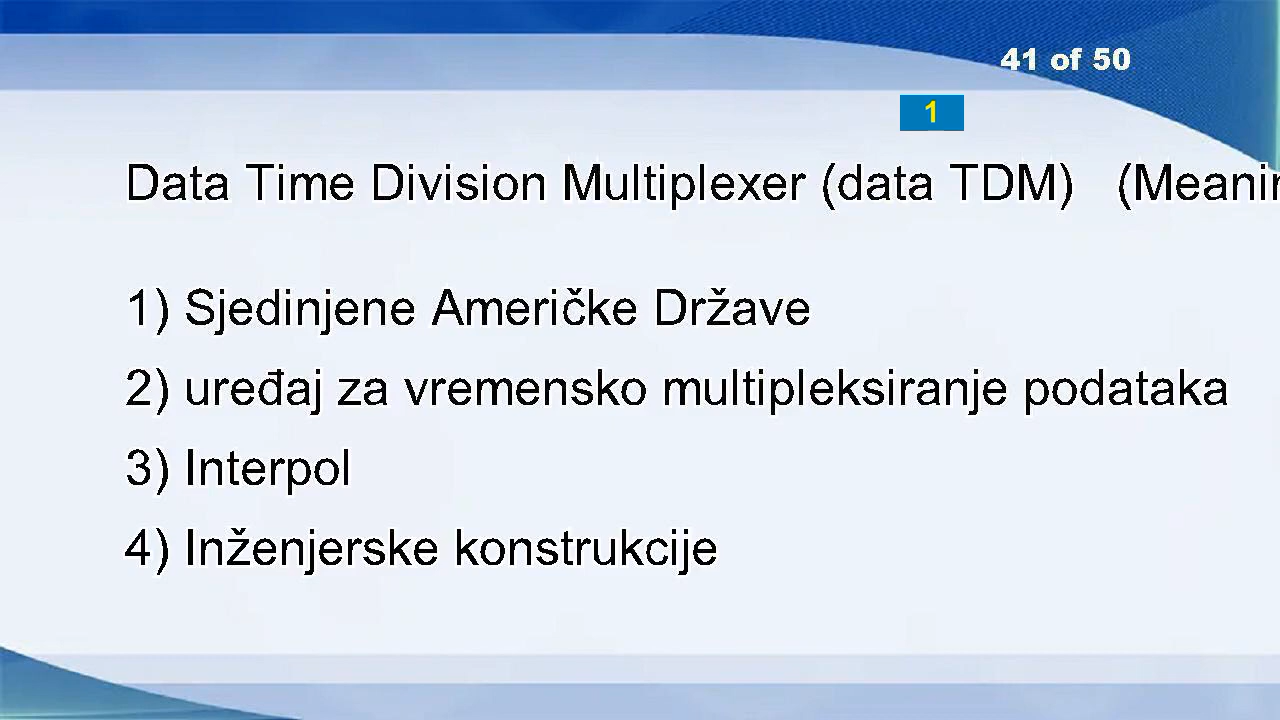 41 of 50
1
Data Time Division Multiplexer (data TDM) (Meanin
1) Sjedinjene Američke Države
2) uređaj za vremensko multipleksiranje podataka
3) Interpol
4) Inženjerske konstrukcije